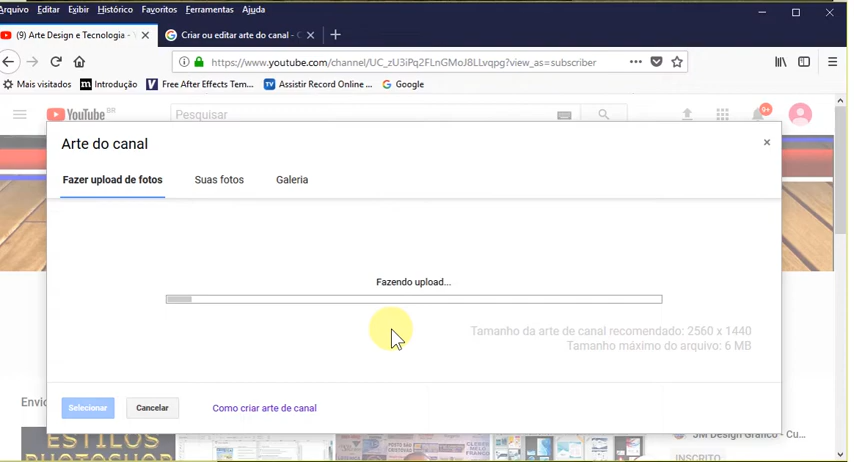 Arquivo Editar Exibir Histórico Favoritos Ferramentas Ajuda
(9) Arte Design e Tecnologia -
Criar ou editar arte do canal - C
https://www.youtube.com/channel/UC_zU3iPq2FLnGMoJ8LLvqpg?view_as=subscriber
Mais visitados
Introdução
Free After Effects Tem...
Assistir Record Online ...
Google
YouTube BR
Pesquisar
9+
Arte do canal
Fazer upload de fotos
Suas fotos
Galeria
Fazendo upload...
Tamanho da arte de canal recomendado: 2560 x 1440
Tamanho máximo do arquivo: 6 MB
Selecionar
Cancelar
Como criar arte de canal
Envio
ESTILOS
PHOTOSHOP
JM Design Gráfico - Cu...
INSCRITO